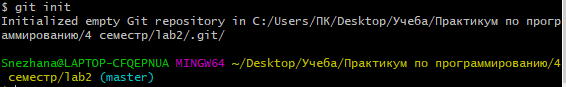 $ git init
Initialized empty Git repository in C:/Users/ПК/Desktop/Учеба/Практикум по прогр
аммированию/4 семестр/lab2/.git/
Snezhana@LAPTOP-CFQEPNUA MINGW64 ~/Desktop/Учеба/Практикум по программированию/4
 семестр/lab2 (master)